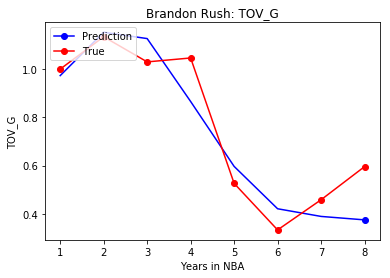 Brandon Rush: TOV_G
Prediction
True
TOV_G
1.0
0.8
0.6
0.4
1 2 3 4 5 6 7 8
Years in NBA